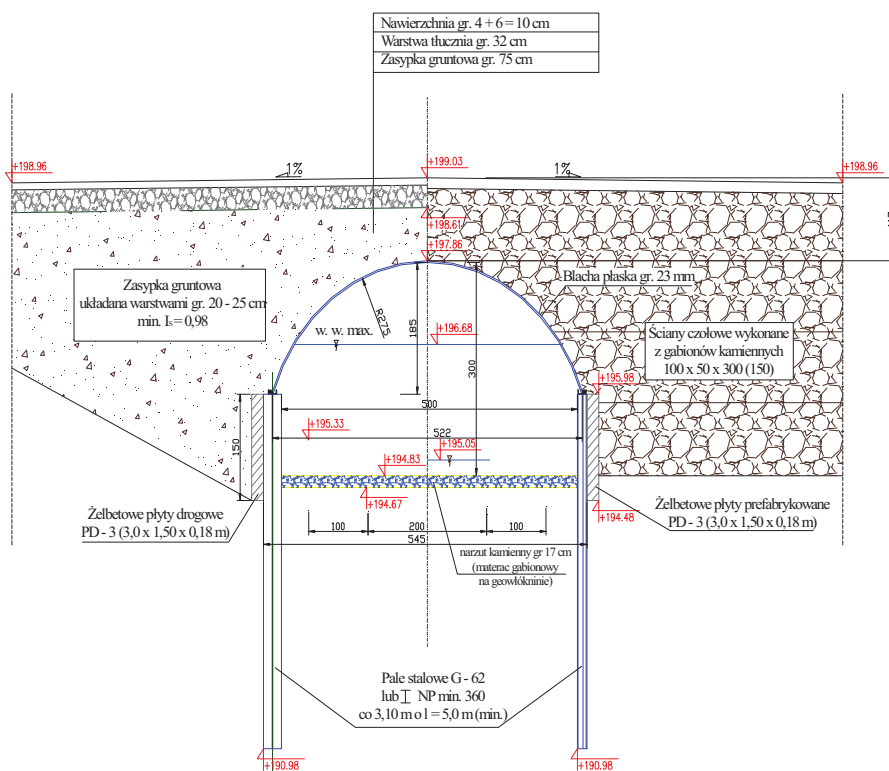 Nawierzchnia gr. 4 + 6 = 10 cm
Warstwa tłucznia gr. 32 cm
Zasypka gruntowa gr. 75 cm
+198.96
1%
+199.03
1%
+198.96
+198.61
+197.86
Zasypka gruntowa
układana warstwami gr. 20 - 25 cm
min. Is = 0,98
Blacha płaska gr. 23 mm
R275
185
w. w. max.
+196.68
300
Ściany czołowe wykonane
z gabionów kamiennych
100 x 50 x 300 (150)
+195.98
500
150
+195.33
522
+195.05
+194.83
+194.67
Żelbetowe płyty drogowe
PD - 3 (3,0 x 1,50 x 0,18 m)
Żelbetowe płyty prefabrykowane
PD - 3 (3,0 x 1,50 x 0,18 m)
+194.48
100
200
100
545
narzut kamienny gr 17 cm
(materac gabionowy
na geowłókninie)
Pale stalowe G - 62
lub NP min. 360
co 3,10 m o l = 5,0 m (min.)
+190.98
+190.98